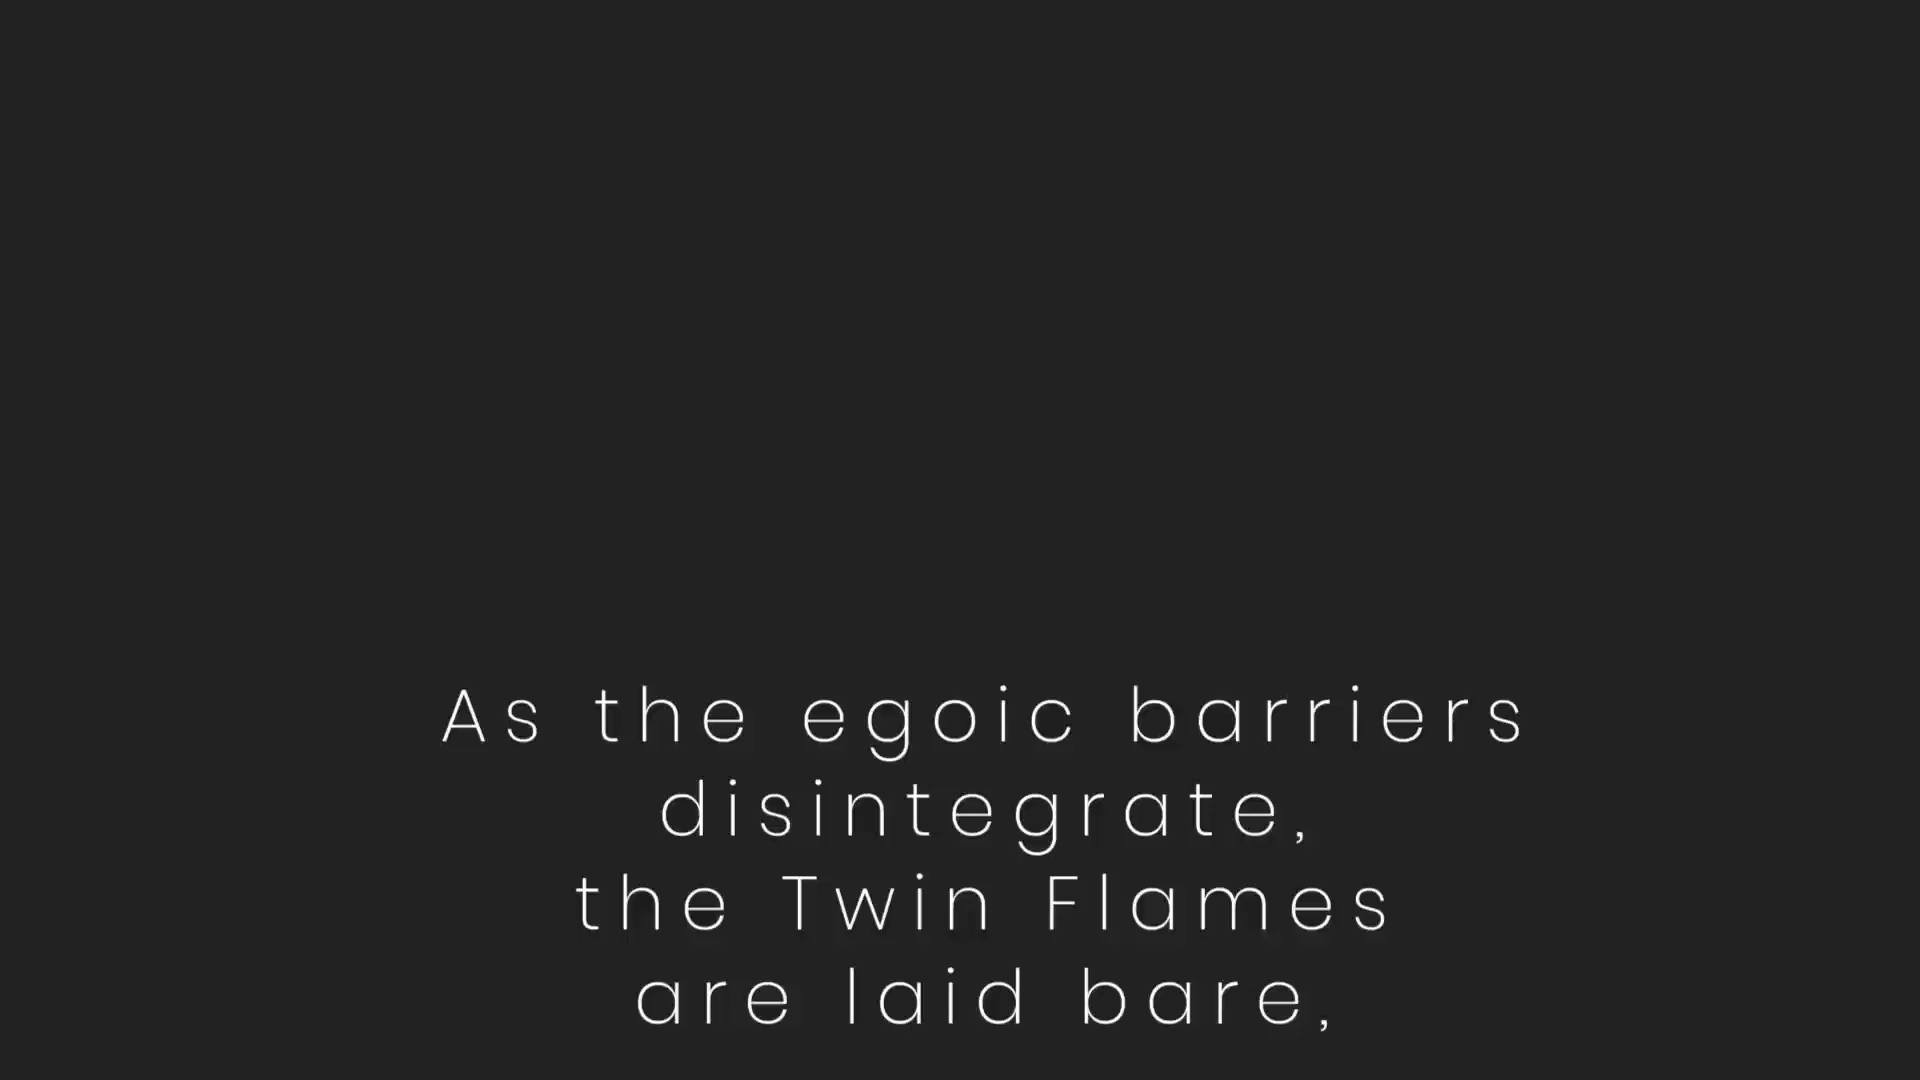 As the egoic barriers
disintegrate,
the Twin Flames
are laid bare,